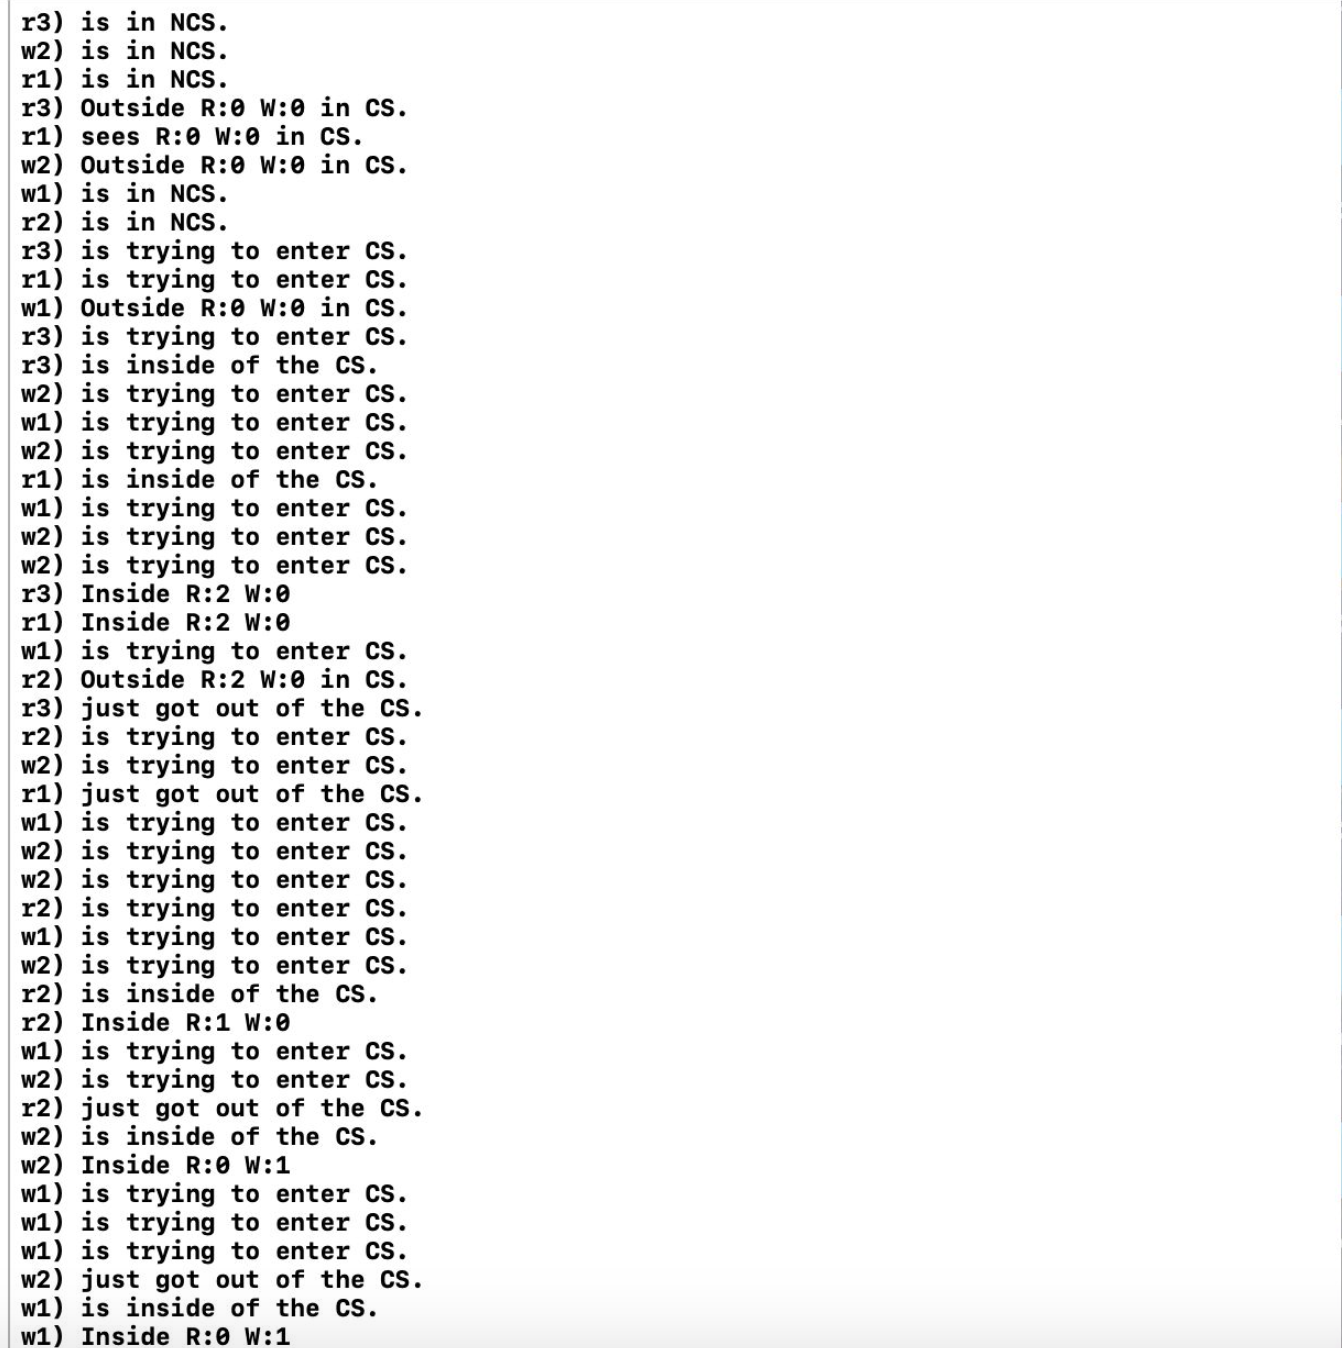 r3) is in NCS.
w2) is in NCS.
r1) is in NCS.
r3) Outside R:0 W:0 in CS.
r1) sees R:0 W:0 in CS.
w2) Outside R:0 W:0 in CS.
w1) is in NCS.
r2) is in NCS.
r3) is trying to enter CS.
r1) is trying to enter CS.
w1) Outside R:0 W:0 in CS.
r3) is trying to enter CS.
r3) is inside of the CS.
w2) is trying to enter CS.
w1) is trying to enter CS.
w2) is trying to enter CS.
r1) is inside of the CS.
w1) is trying to enter CS.
w2) is trying to enter CS.
w2) is trying to enter CS.
r3) Inside R:2 W:0
r1) Inside R:2 W:0
w1) is trying to enter CS.
r2) Outside R:2 W:0 in CS.
r3) just got out of the CS.
r2) is trying to enter CS.
w2) is trying to enter CS.
r1) just got out of the CS.
w1) is trying to enter CS.
w2) is trying to enter CS.
w2) is trying to enter CS.
r2) is trying to enter CS.
w1) is trying to enter CS.
w2) is trying to enter CS.
r2) is inside of the CS.
r2) Inside R:1 W:0
w1) is trying to enter CS.
w2) is trying to enter CS.
r2) just got out of the CS.
w2) is inside of the CS.
w2) Inside R:0 W:1
w1) is trying to enter CS.
w1) is trying to enter CS.
w1) is trying to enter CS.
w2) just got out of the CS.
w1) is inside of the CS.
w1) Inside R:0 W:1